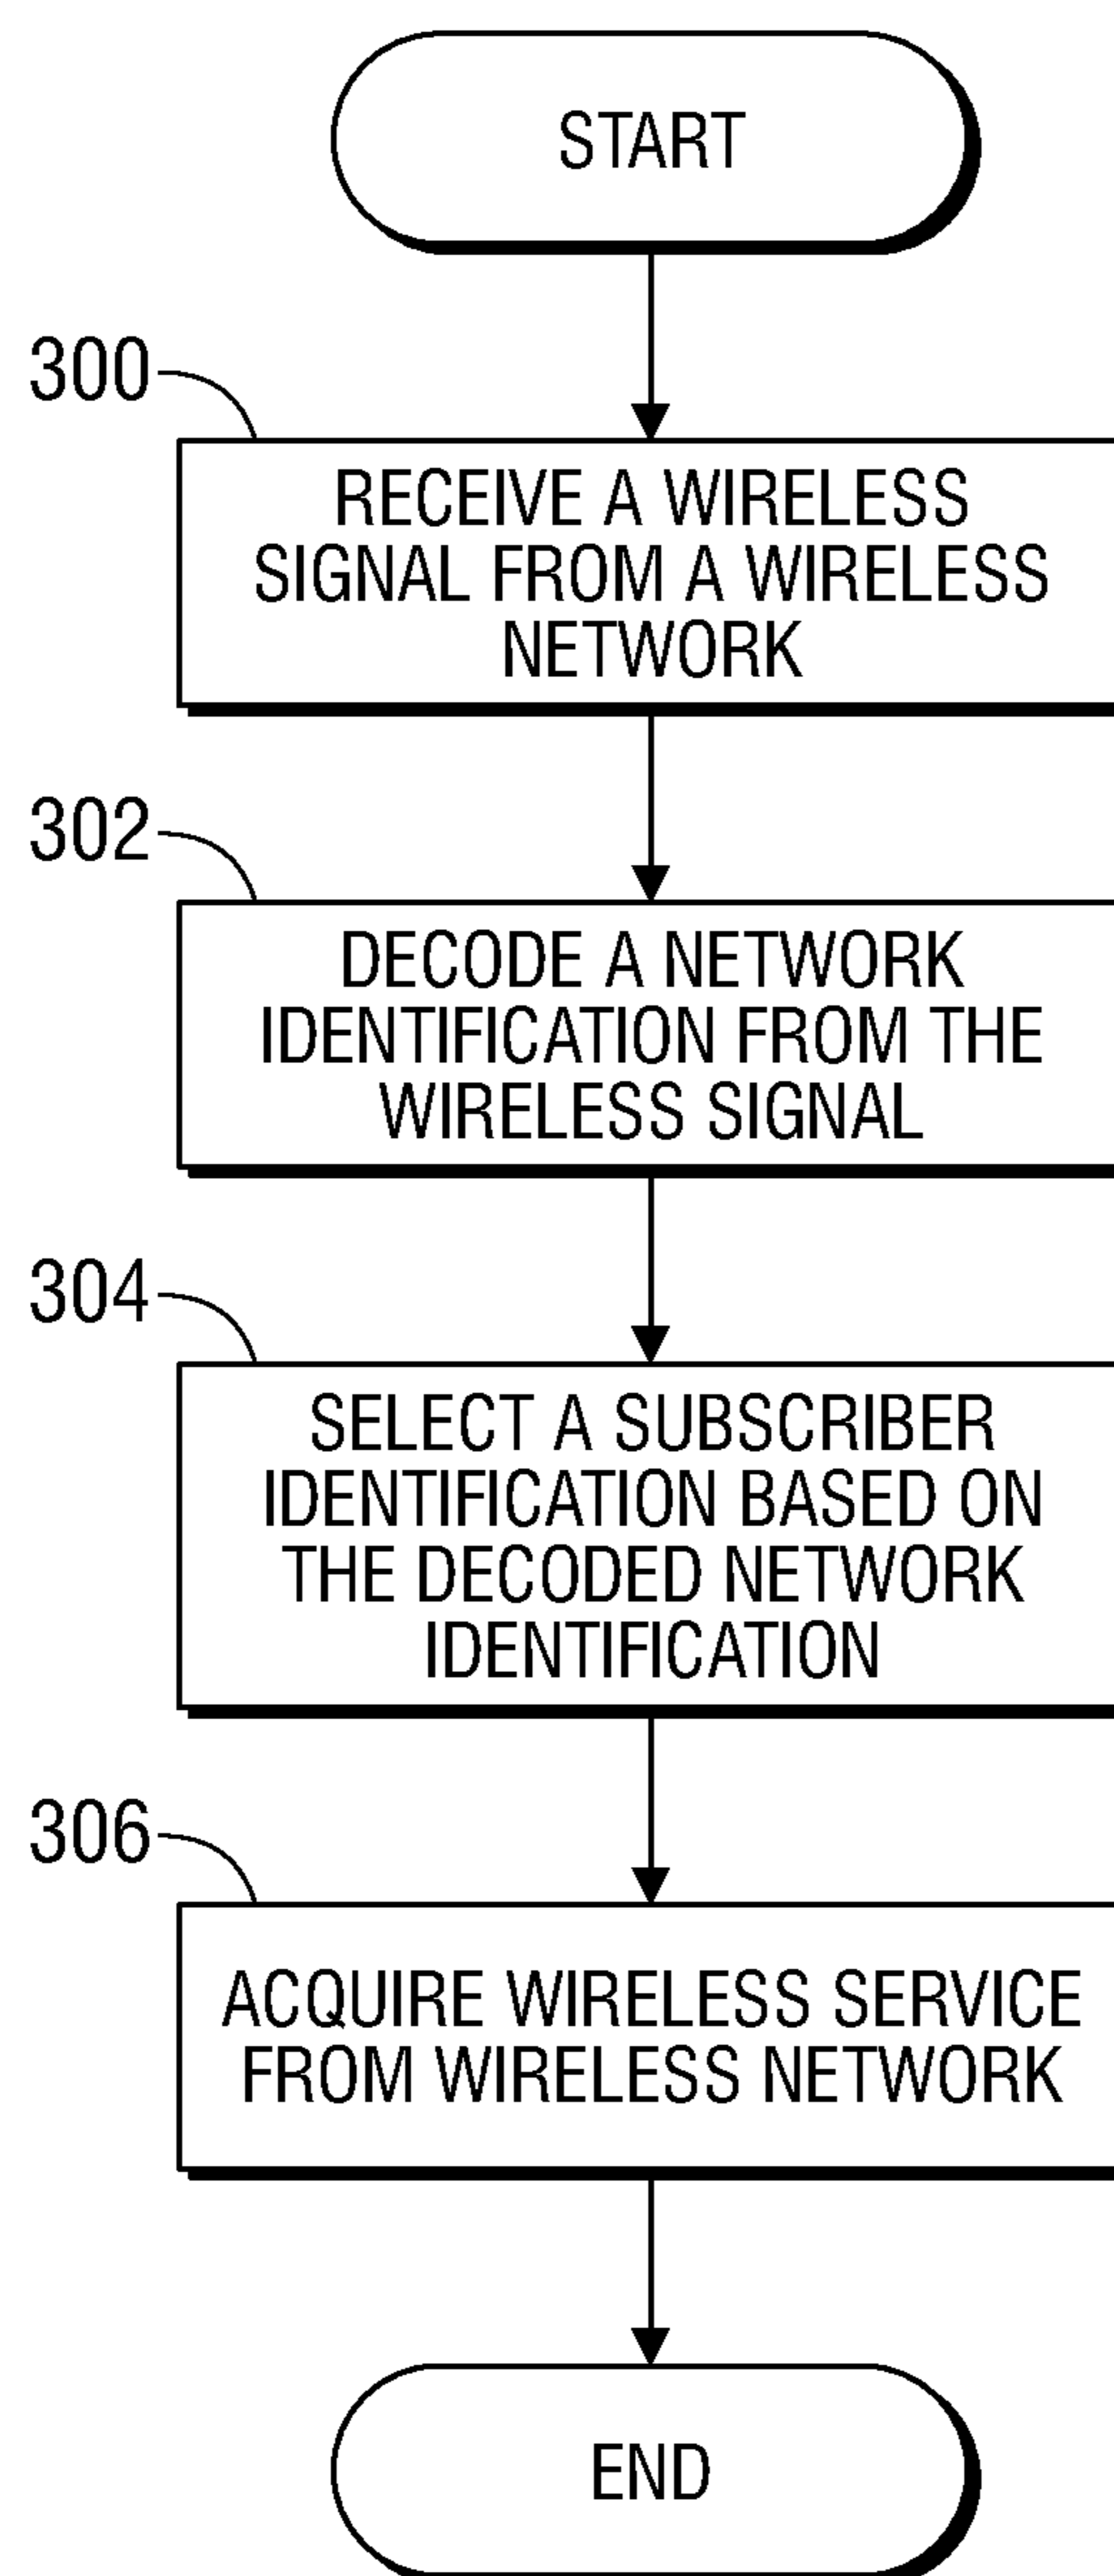 START
300
RECEIVE A WIRELESS
SIGNAL FROM A WIRELESS
NETWORK
302
DECODE A NETWORK
IDENTIFICATION FROM THE
WIRELESS SIGNAL
304
SELECT A SUBSCRIBER
IDENTIFICATION BASED ON
THE DECODED NETWORK
IDENTIFICATION
306
ACQUIRE WIRELESS SERVICE
FROM WIRELESS NETWORK
END